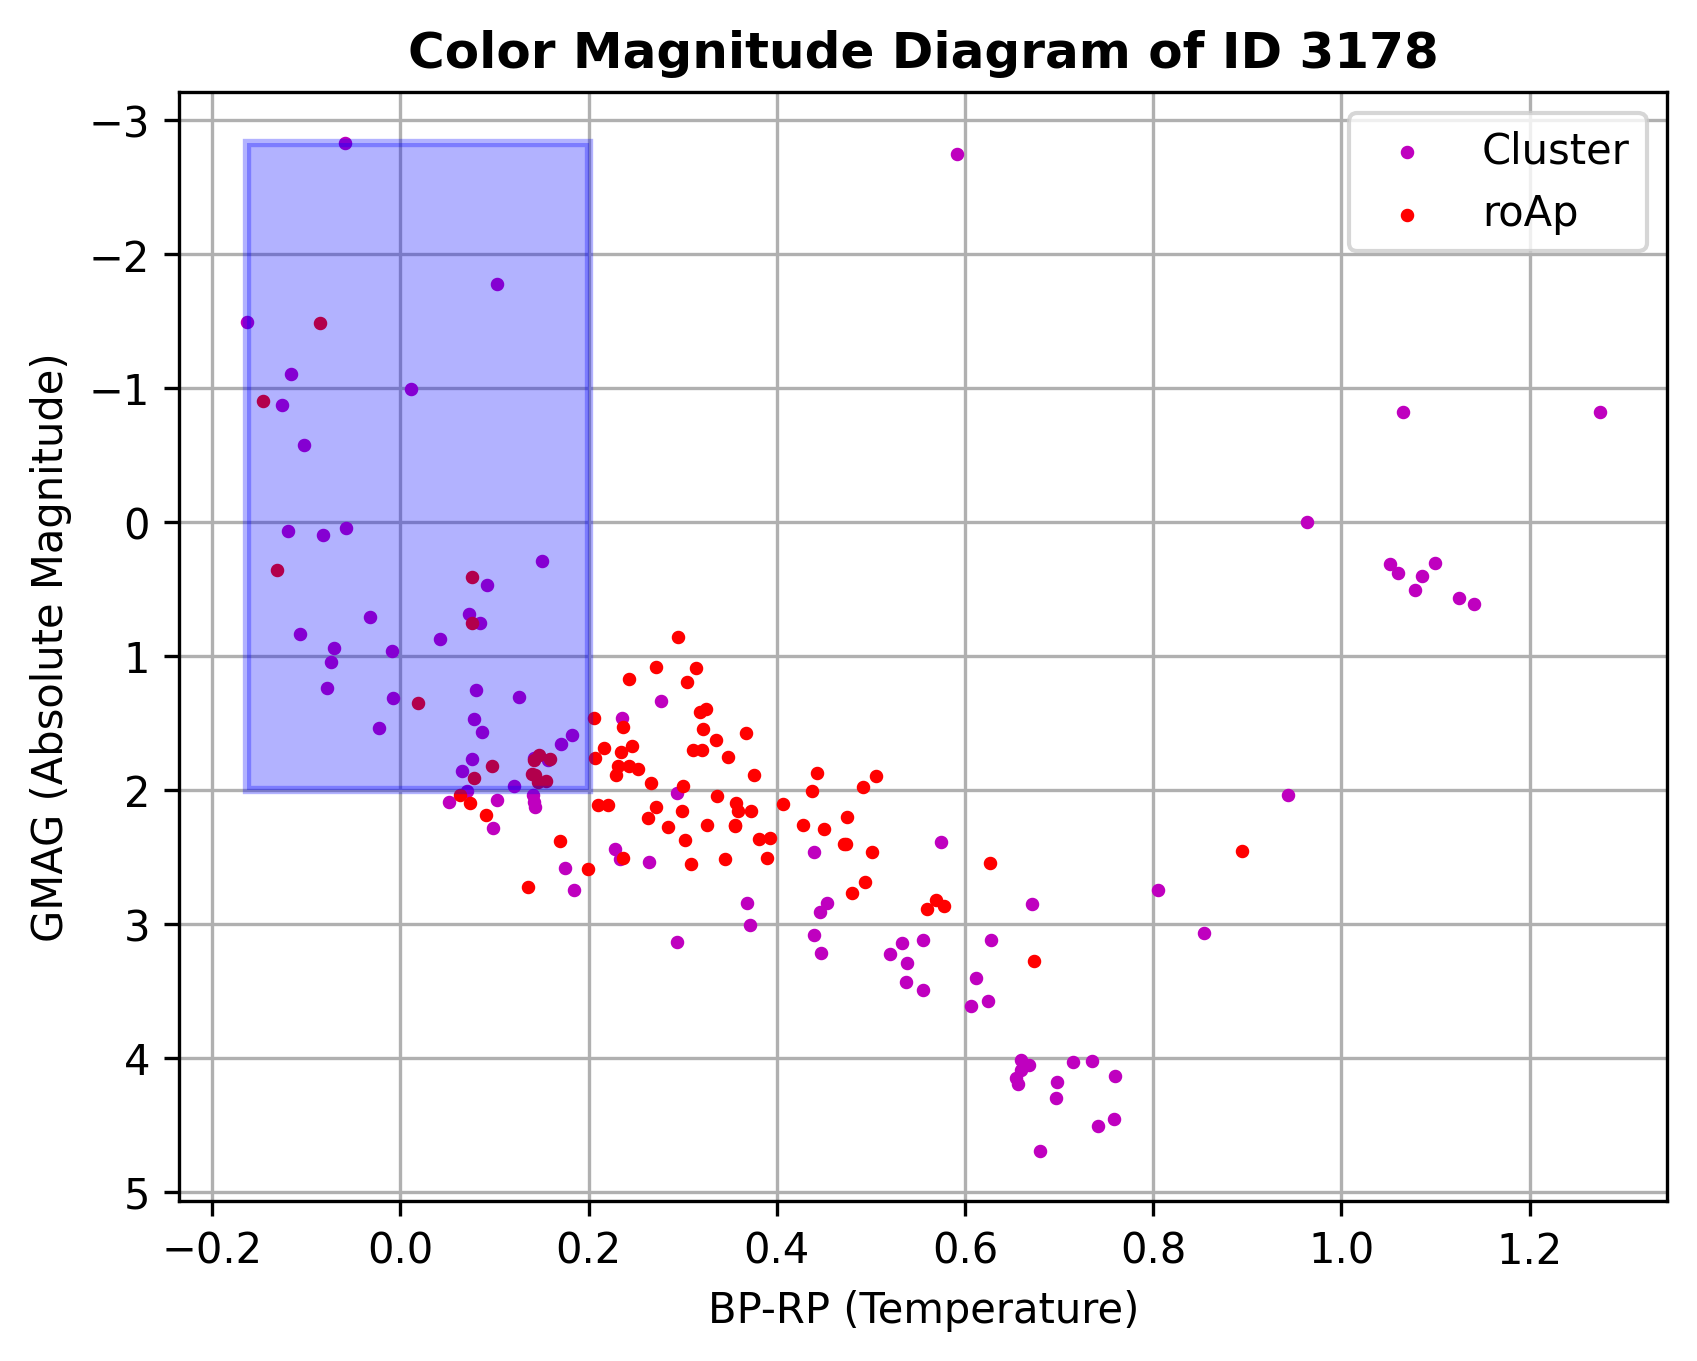 Color Magnitude Diagram of ID 3178
Cluster
roAp
GMAG (Absolute Magnitude)
−3
−2
−1
0
1
2
3
4
5
−0.2 0.0 0.2 0.4 0.6 0.8 1.0 1.2
BP-RP (Temperature)